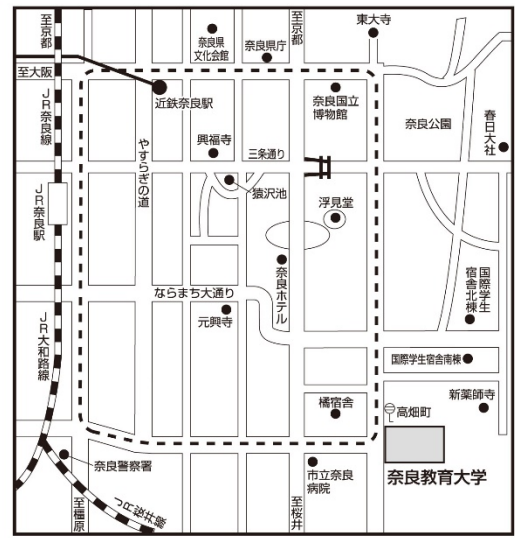 至京都
至京都
東大寺
奈良県
文化会館
奈良県庁
至大阪
近鉄奈良駅
奈良国立
博物館
JR奈良線
奈良公園
春日大社
やすらぎの道
興福寺
三条通り
猿沢池
浮見堂
JR奈良駅
奈良ホテル
国際学生
宿舎北棟
ならまち大通り
元興寺
JR大和路線
国際学生宿舎南棟
橘宿舎
高畑町
新薬師寺
奈良警察署
市立奈良
病院
奈良教育大学
至橿原
JR桜井線
至桜井